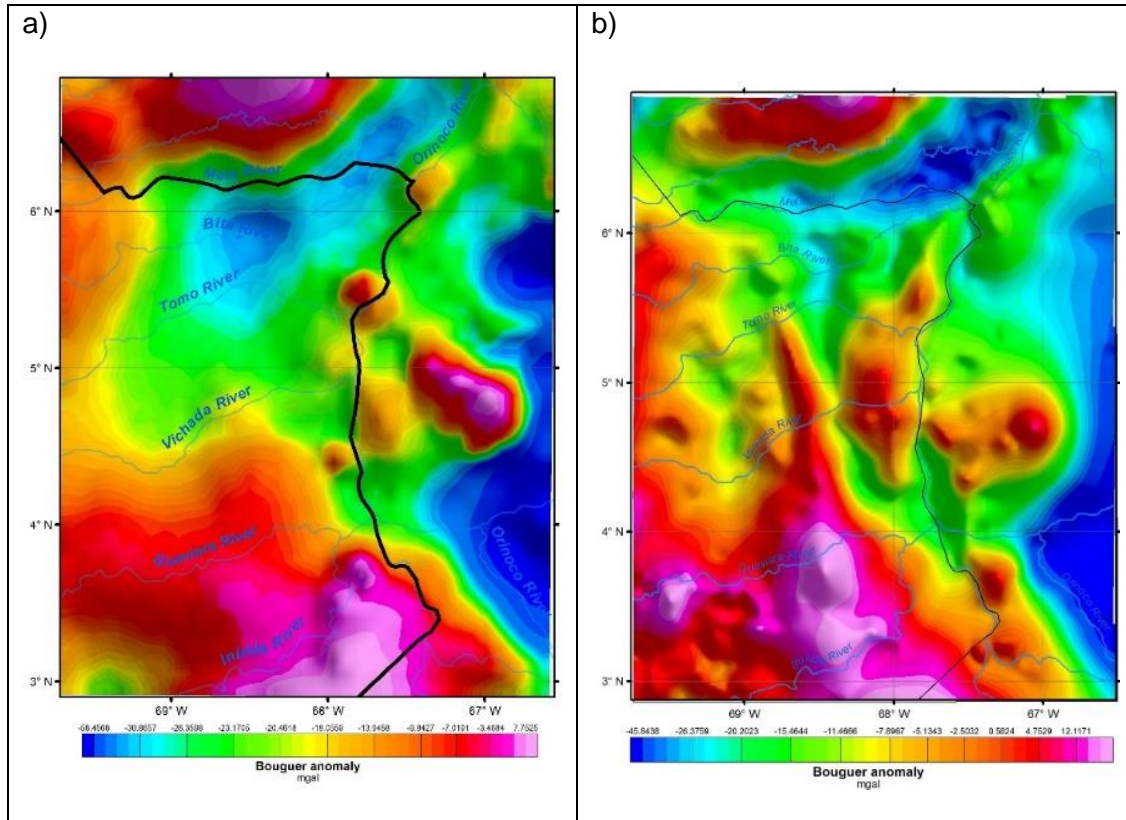 a)
Orinoco River
Meta River
6° N
Bita River
Tomo River
5° N
Vichada River
4° N
Guaviare River
Orinoco River
Inirida River
3° N
69° W 68° W 67° W
-30.8657 -26.3598 -23.1705 -20.4618 -18.0559 -13.9458 -9.9427 -7.0191 -3.4684 7.7525
Bouguer anomaly
mgal
b)
Orinoco River
6° N
Bita River
Tomo River
5° N
Vichada River
4° N
Guaviare River
Orinoco River
Inirida River
3° N
69° W 68° W 67° W
-45.8438 -26.3759 -20.2023 -15.4644 -11.4666 -7.8967 -5.1343 -2.5032 0.5824 4.7529 12.1171
Bouguer anomaly
mgal